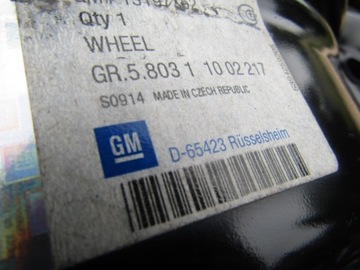 Qty 1
WHEEL
GR.5.803 1 10 02 217
S0914 MADE IN CZECH REPUBLIC
GM D-65423 Rüsselsheim